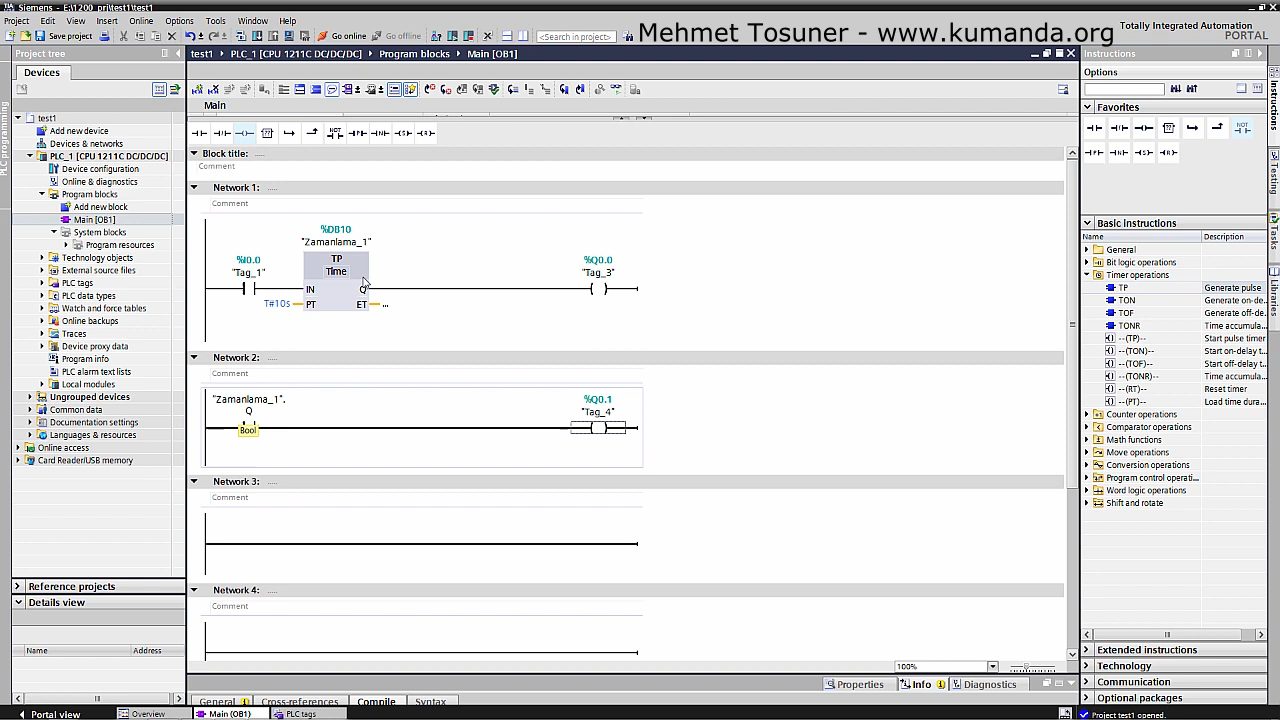 Siemens - E:\1200_prj\test1\test1
Project Edit View Insert Online Options Tools Window Help
Mehmet Tosuner - www.kumanda.org
Totally Integrated Automation
PORTAL
Save project
Go online
Go offline
<Search in project>
Project tree
test1 PLC_1 [CPU 1211C DC/DC/DC] Program blocks Main [OB1]
Instructions
Devices
Options
PLC programming
Main
Favorites
test1
Add new device
Devices & networks
PLC_1 [CPU 1211C DC/DC/DC]
Device configuration
Online & diagnostics
Program blocks
Add new block
Main [OB1]
System blocks
Program resources
Technology objects
External source files
PLC tags
PLC data types
Watch and force tables
Online backups
Traces
Device proxy data
Program info
PLC alarm text lists
Local modules
Ungrouped devices
Common data
Documentation settings
Languages & resources
Online access
Card Reader/USB memory
Reference projects
Details view
Name Address
Block title: .....
Comment
Network 1: .....
Comment
%DB10
"Zamanlama_1"
TP
Time
%I0.0
"Tag_1"
%Q0.0
"Tag_3"
IN Q
T#10s PT ET ...
Network 2: .....
Comment
"Zamanlama_1".
Q
Bool
%Q0.1
"Tag_4"
Network 3: .....
Comment
Network 4: .....
Comment
100%
Properties Info Diagnostics
General Cross-references Compile Syntax
Basic instructions
Name Description
General
Bit logic operations
Timer operations
TP Generate pulse
TON Generate on-de
TOF Generate off-de
TONR Time accumula
--(TP)-- Start pulse timer
--(TON)-- Start on-delay t
--(TOF)-- Start off-delay t
--(TONR)-- Time accumula
--(RT)-- Reset timer
--(PT)-- Load time dura...
Counter operations
Comparator operations
Math functions
Move operations
Conversion operations
Program control operati...
Word logic operations
Shift and rotate
Extended instructions
Technology
Communication
Optional packages
Instructions
Testing
Tasks
Libraries
Portal view
Overview
Main (OB1)
PLC tags
Project test1 opened.